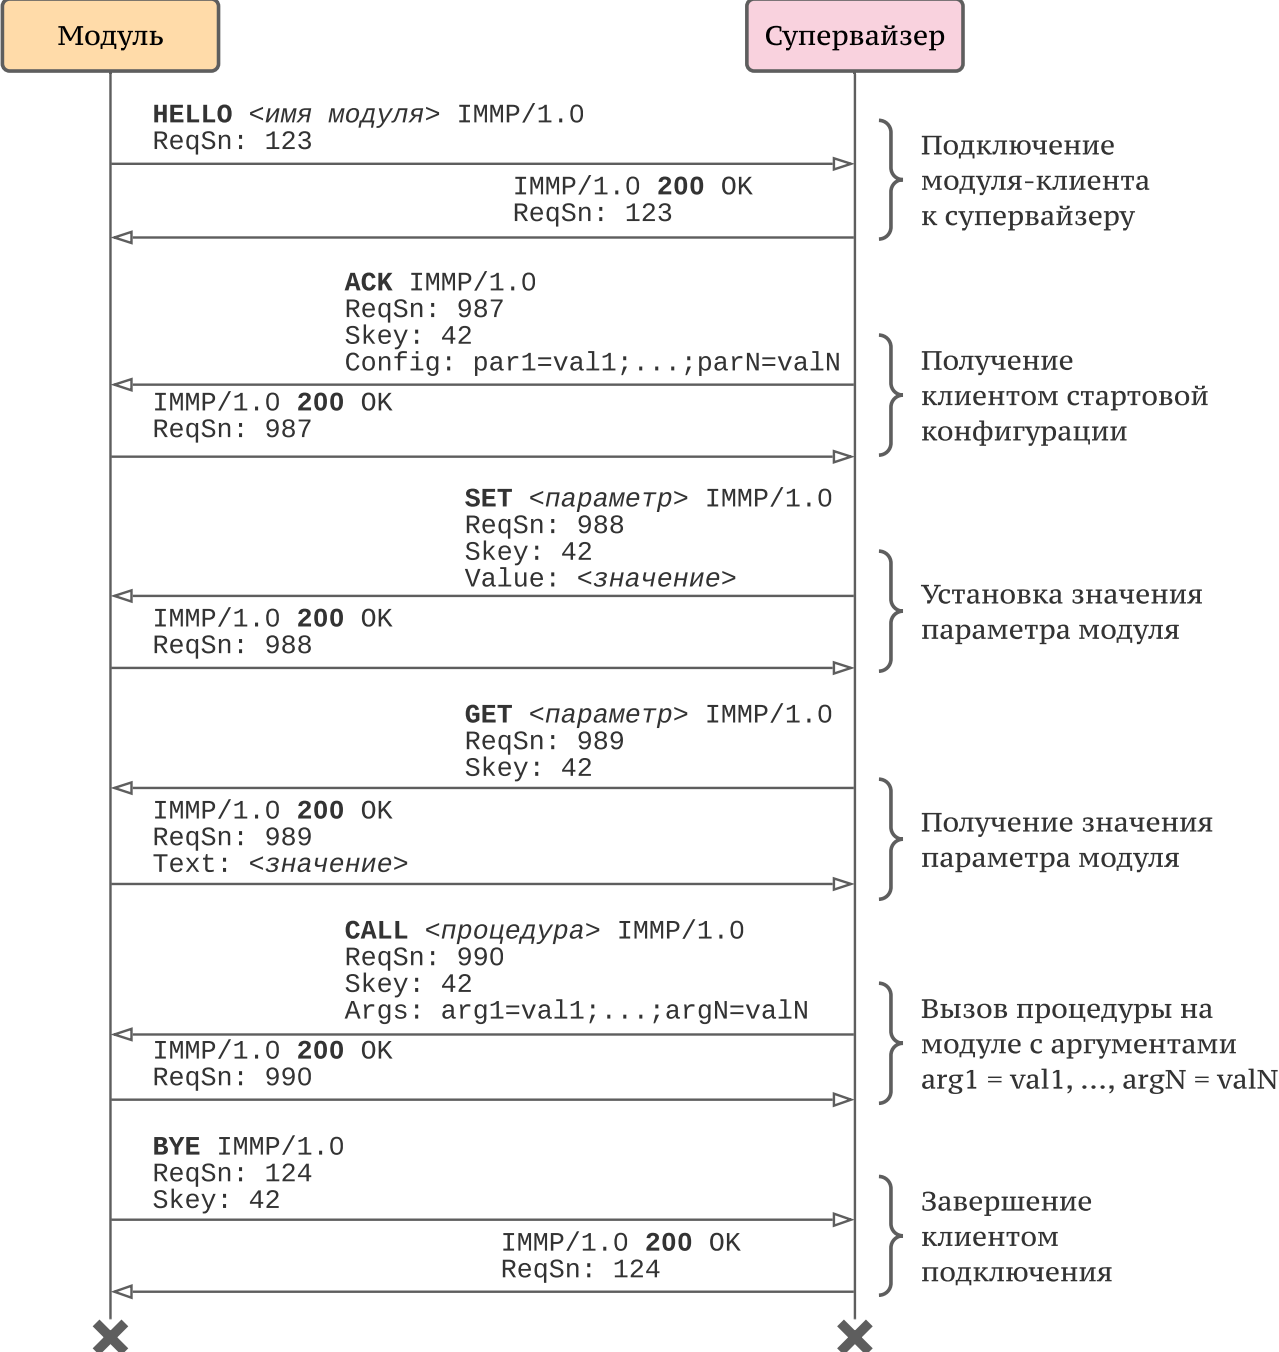 Модуль
Супервайзер
HELLO <имя модуля> IMMP/1.0
ReqSn: 123
IMMP/1.0 200 OK
ReqSn: 123
Подключение
модуля-клиента
к супервайзеру
ACK IMMP/1.0
ReqSn: 987
Skey: 42
Config: par1=val1;...;parN=valN
IMMP/1.0 200 OK
ReqSn: 987
Получение
клиентом стартовой
конфигурации
SET <параметр> IMMP/1.0
ReqSn: 988
Skey: 42
Value: <значение>
IMMP/1.0 200 OK
ReqSn: 988
Установка значения
параметра модуля
GET <параметр> IMMP/1.0
ReqSn: 989
Skey: 42
IMMP/1.0 200 OK
ReqSn: 989
Text: <значение>
Получение значения
параметра модуля
CALL <процедура> IMMP/1.0
ReqSn: 990
Skey: 42
Args: arg1=val1;...;argN=valN
IMMP/1.0 200 OK
ReqSn: 990
Вызов процедуры на
модуле с аргументами
arg1 = val1, ..., argN = valN
BYE IMMP/1.0
ReqSn: 124
Skey: 42
IMMP/1.0 200 OK
ReqSn: 124
Завершение
клиентом
подключения